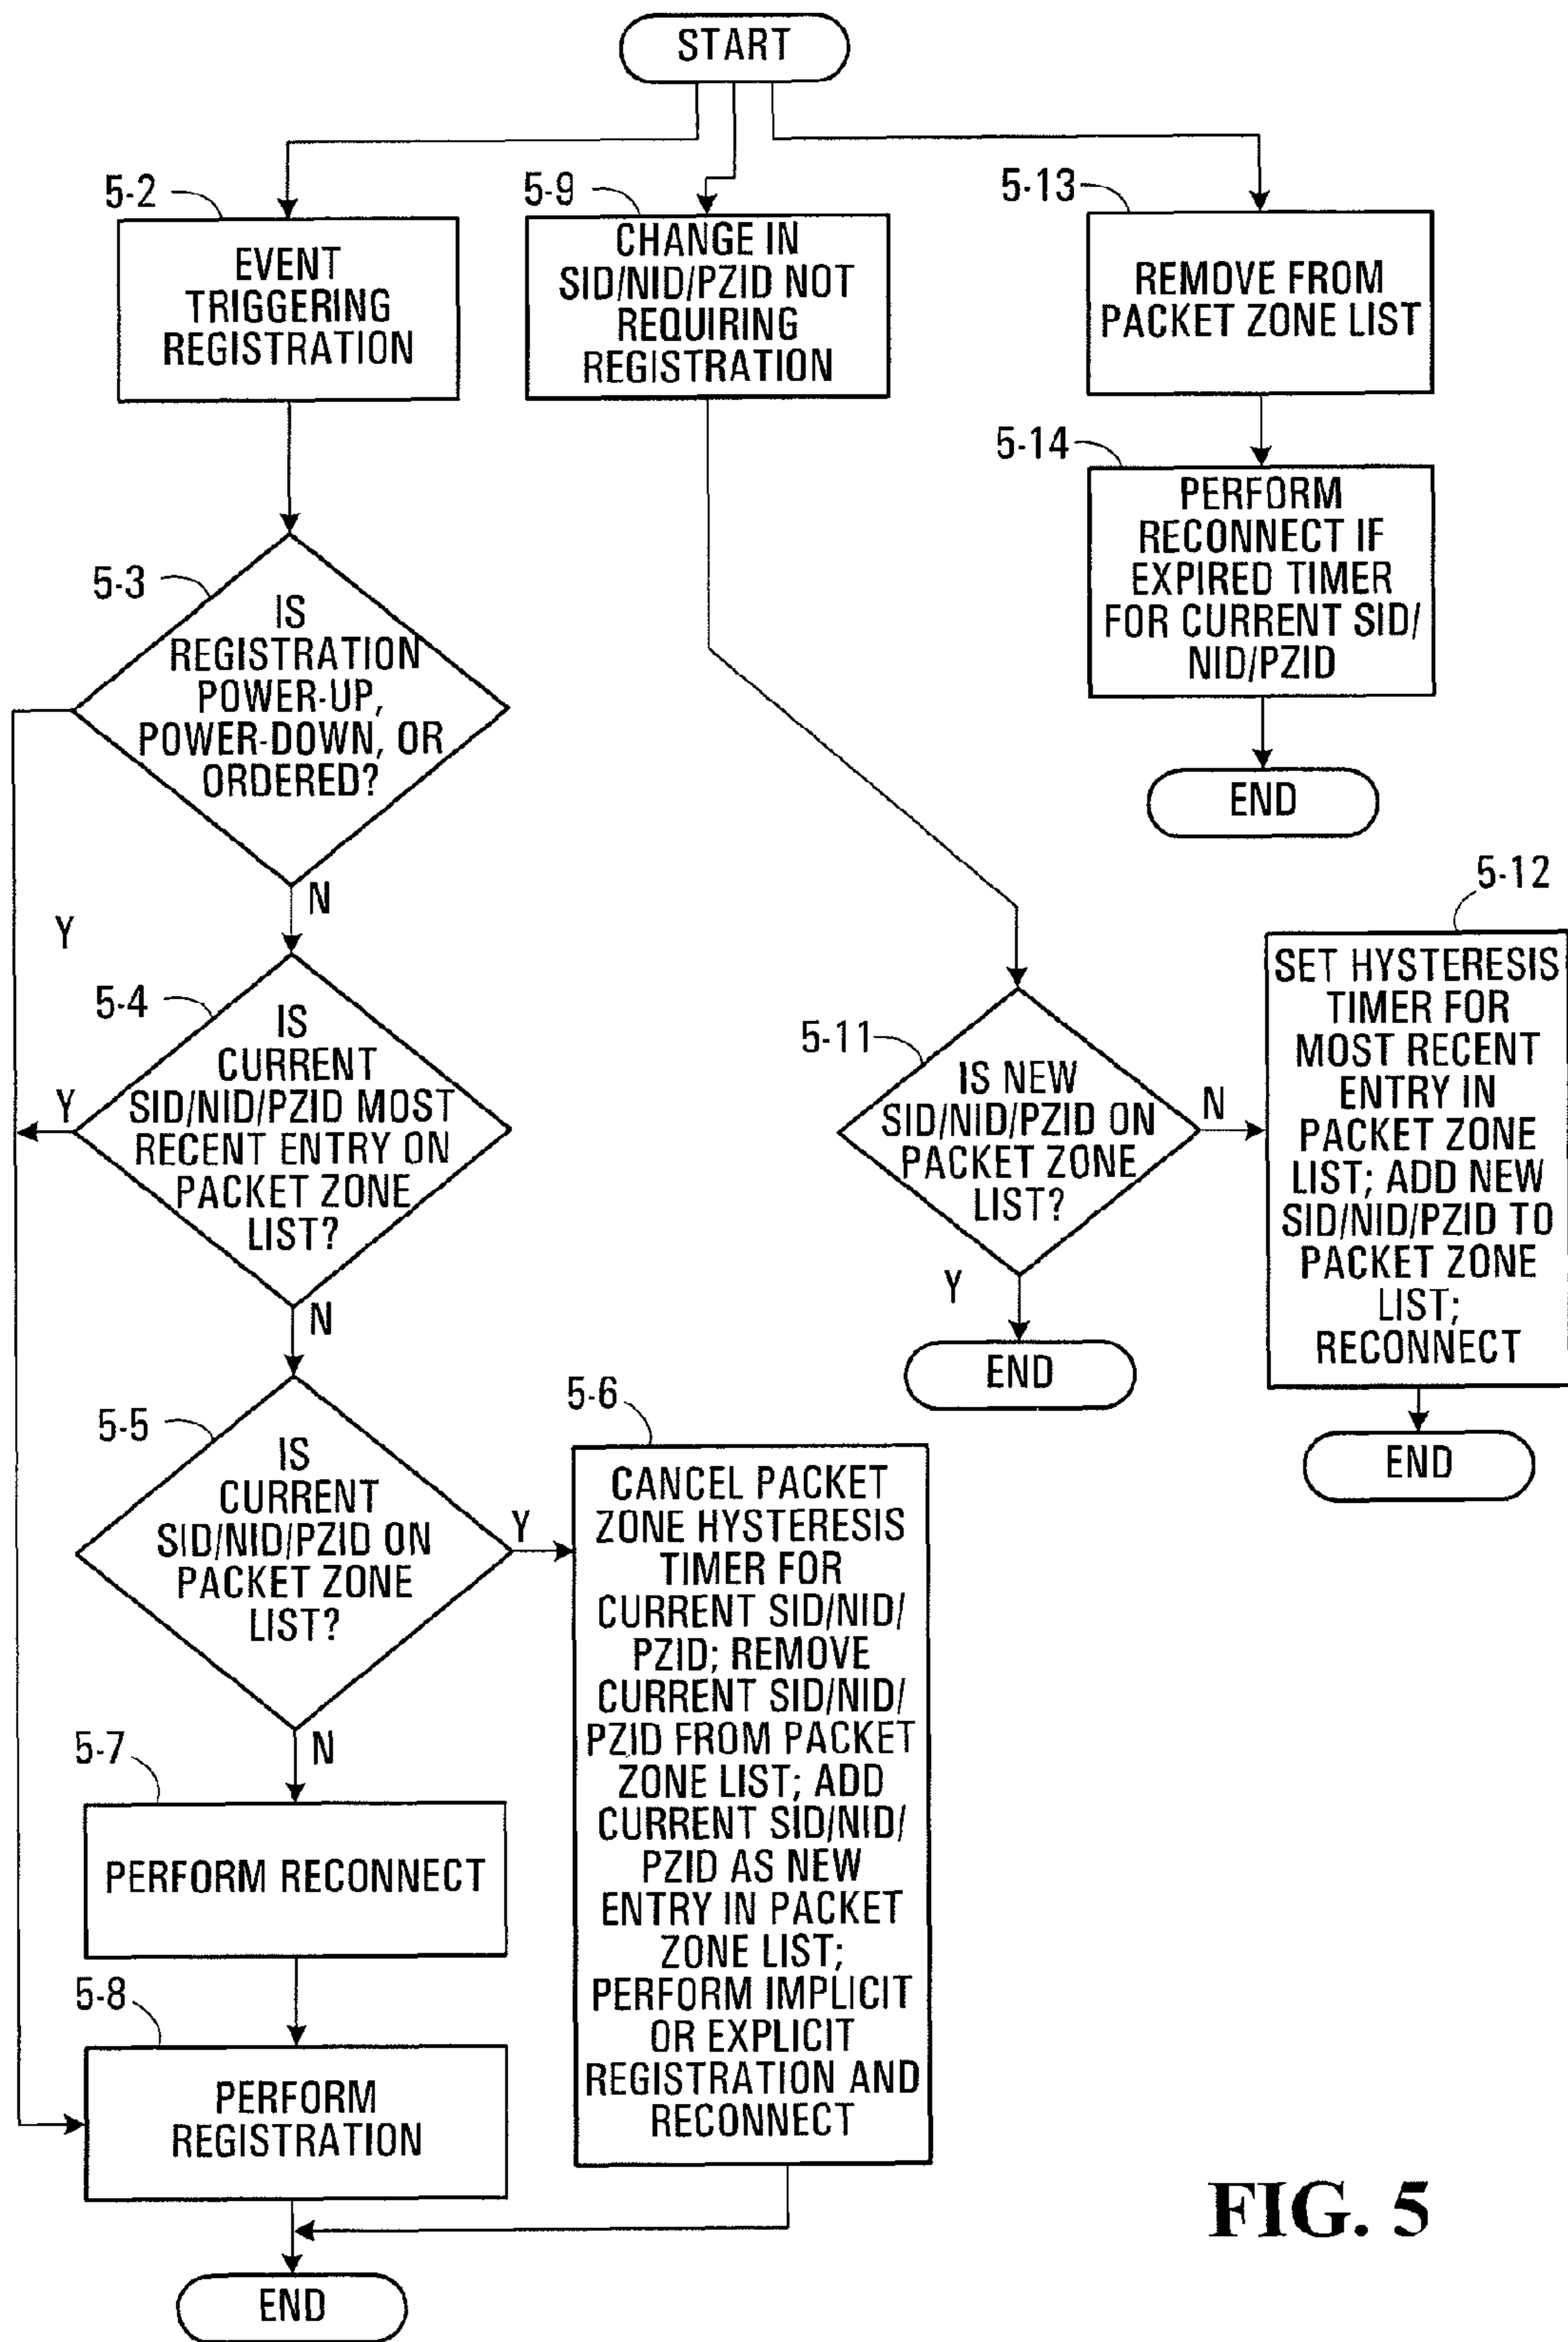 START
5-2
EVENT
TRIGGERING
REGISTRATION
5-9
CHANGE IN
SID/NID/PZID NOT
REQUIRING
REGISTRATION
5-13
REMOVE FROM
PACKET ZONE LIST
5-14
PERFORM
RECONNECT IF
EXPIRED TIMER
FOR CURRENT SID/
NID/PZID
END
5-3
IS
REGISTRATION
POWER-UP,
POWER-DOWN, OR
ORDERED?
N
Y
5-4
IS
CURRENT
SID/NID/PZID MOST
RECENT ENTRY ON
PACKET ZONE
LIST?
Y
N
5-11
IS NEW
SID/NID/PZID ON
PACKET ZONE
LIST?
N
Y
END
5-12
SET HYSTERESIS
TIMER FOR
MOST RECENT
ENTRY IN
PACKET ZONE
LIST; ADD NEW
SID/NID/PZID TO
PACKET ZONE
LIST;
RECONNECT
END
5-5
IS
CURRENT
SID/NID/PZID ON
PACKET ZONE
LIST?
Y
N
5-6
CANCEL PACKET
ZONE HYSTERESIS
TIMER FOR
CURRENT SID/NID/
PZID; REMOVE
CURRENT SID/NID/
PZID FROM PACKET
ZONE LIST; ADD
CURRENT SID/NID/
PZID AS NEW
ENTRY IN PACKET
ZONE LIST;
PERFORM IMPLICIT
OR EXPLICIT
REGISTRATION AND
RECONNECT
5-7
PERFORM RECONNECT
5-8
PERFORM
REGISTRATION
END
FIG. 5